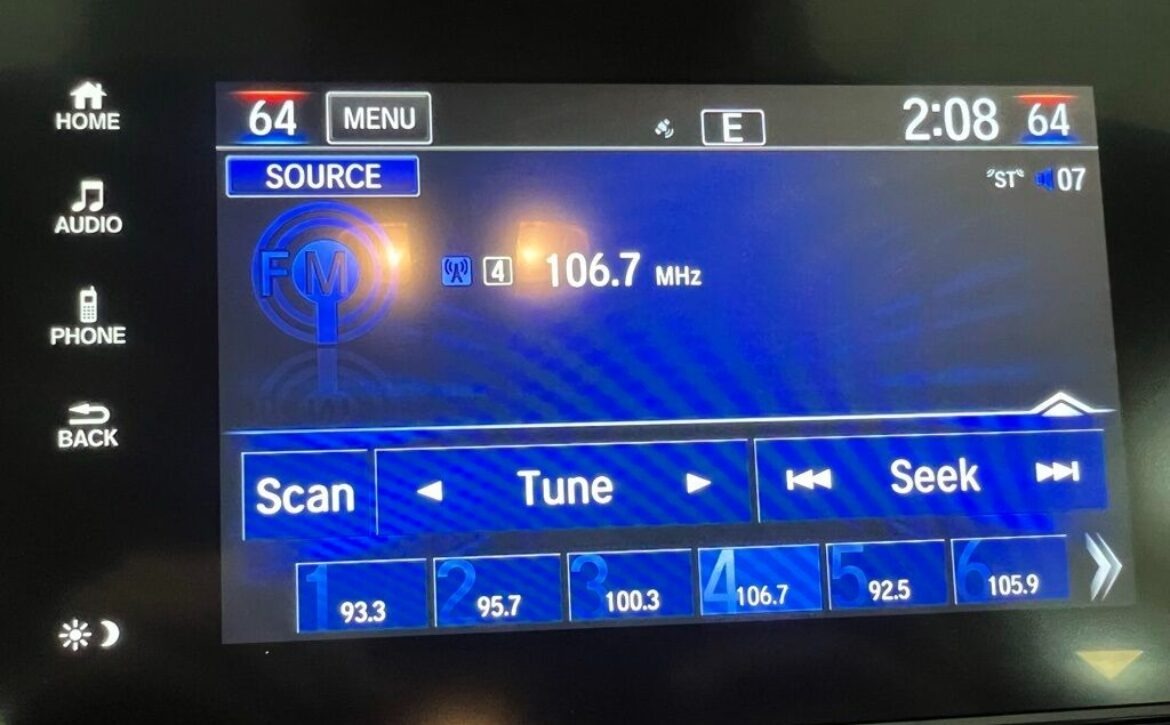 HOME
AUDIO
PHONE
BACK
64 MENU E 2:08 64
SOURCE
"ST" 07
FM
4 106.7 MHz
Scan Tune Seek
1 93.3 2 95.7 3 100.3 4 106.7 5 92.5 6 105.9